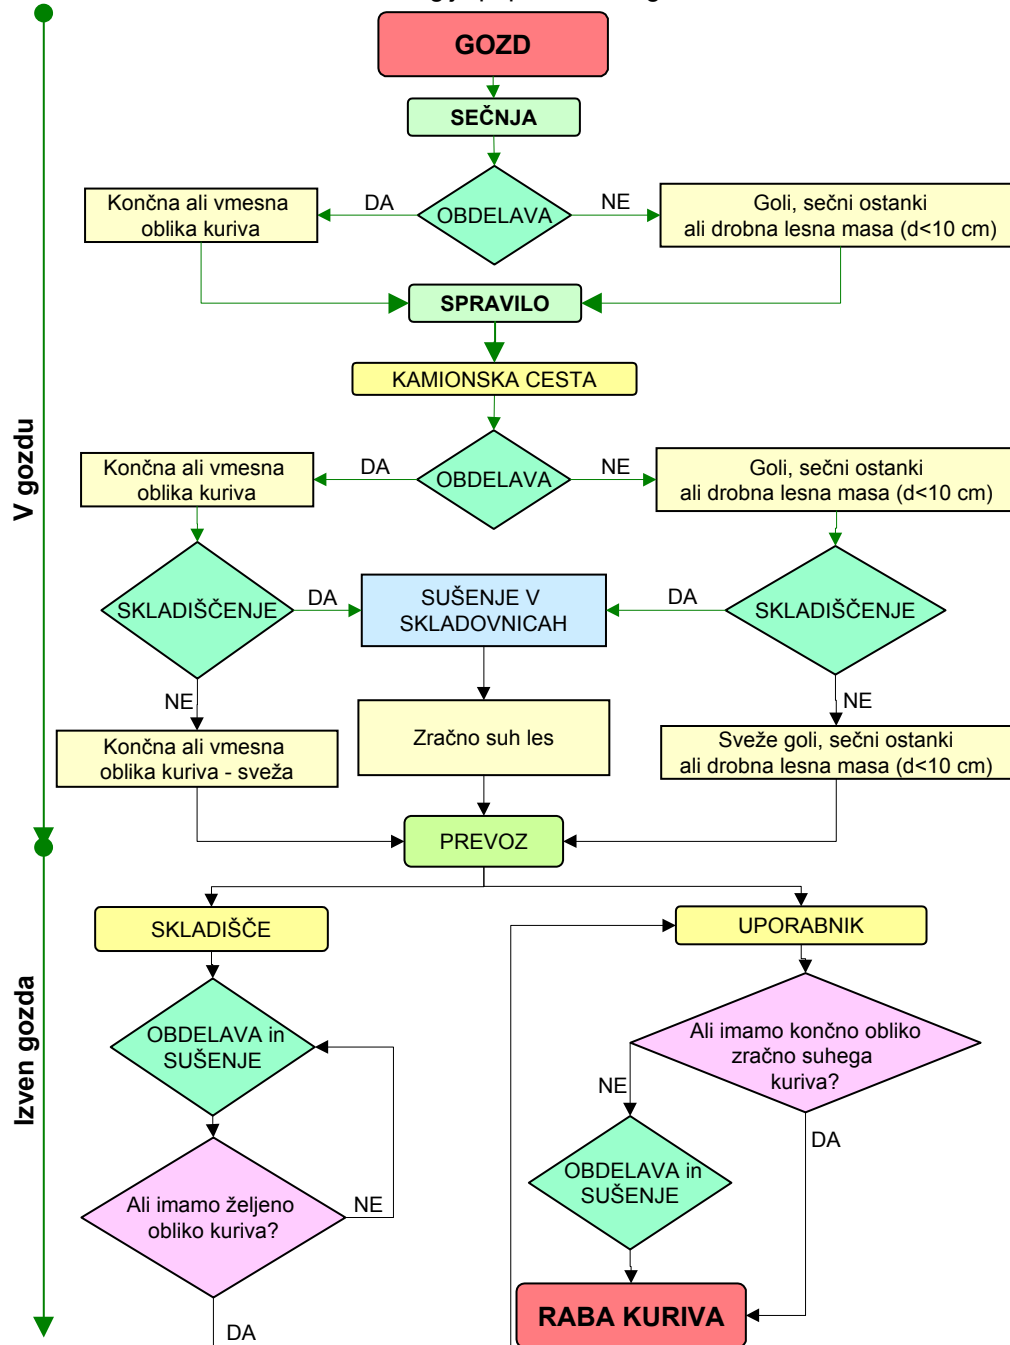 GOZD
SEČNJA
OBDELAVA
DA
NE
Končna ali vmesna
oblika kuriva
Goli, sečni ostanki
ali drobna lesna masa (d<10 cm)
SPRAVILO
KAMIONSKA CESTA
OBDELAVA
DA
NE
Končna ali vmesna
oblika kuriva
Goli, sečni ostanki
ali drobna lesna masa (d<10 cm)
V gozdu
SKLADIŠČENJE
DA
SUŠENJE V
SKLADOVNICAH
DA
SKLADIŠČENJE
NE
NE
Končna ali vmesna
oblika kuriva - sveža
Zračno suh les
Sveže goli, sečni ostanki
ali drobna lesna masa (d<10 cm)
PREVOZ
SKLADIŠČE
UPORABNIK
Izven gozda
OBDELAVA in
SUŠENJE
Ali imamo končno obliko
zračno suhega
kuriva?
NE
DA
OBDELAVA in
SUŠENJE
Ali imamo željeno
obliko kuriva?
NE
DA
RABA KURIVA